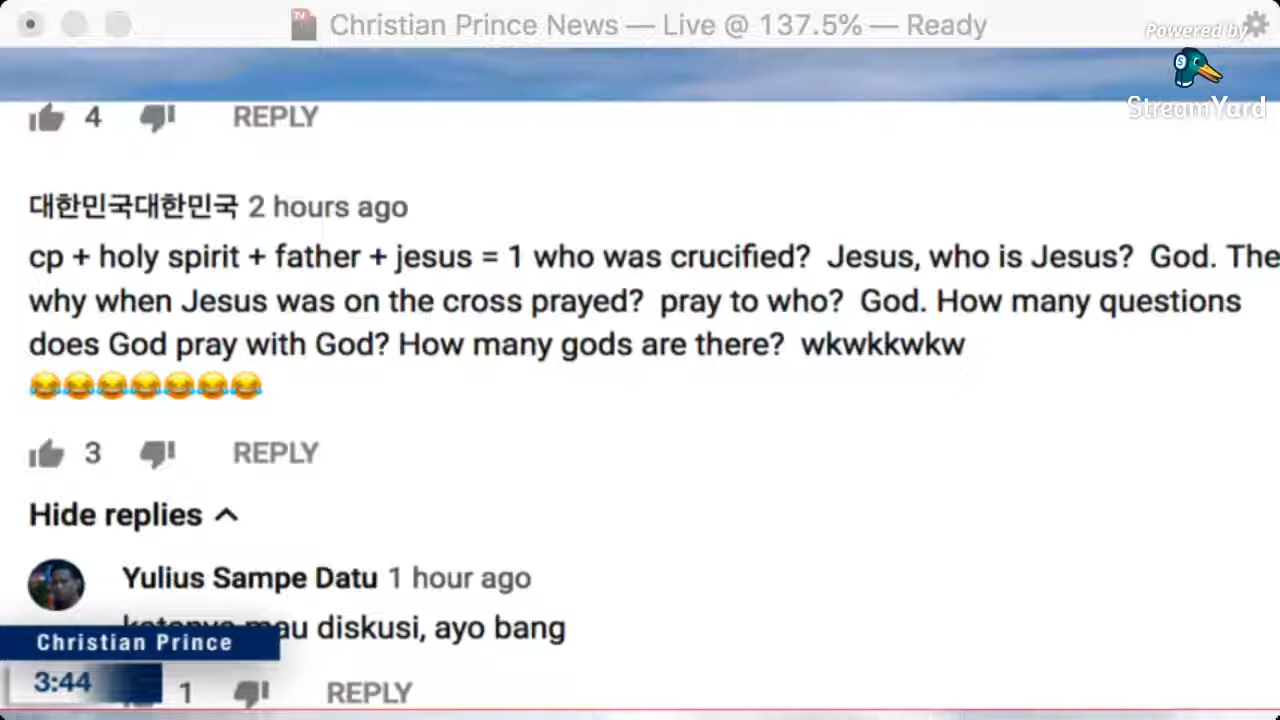 Christian Prince News — Live @ 137.5% — Ready
Powered by
StreamYard
4 REPLY
대한민국대한민국 2 hours ago
cp + holy spirit + father + jesus = 1 who was crucified?  Jesus, who is Jesus?  God. The
why when Jesus was on the cross prayed?  pray to who?  God. How many questions
does God pray with God? How many gods are there?  wkwkkwkw
😂😂😂😂😂😂😂
3 REPLY
Hide replies
Yulius Sampe Datu 1 hour ago
mau diskusi, ayo bang
Christian Prince
3:44
1 REPLY